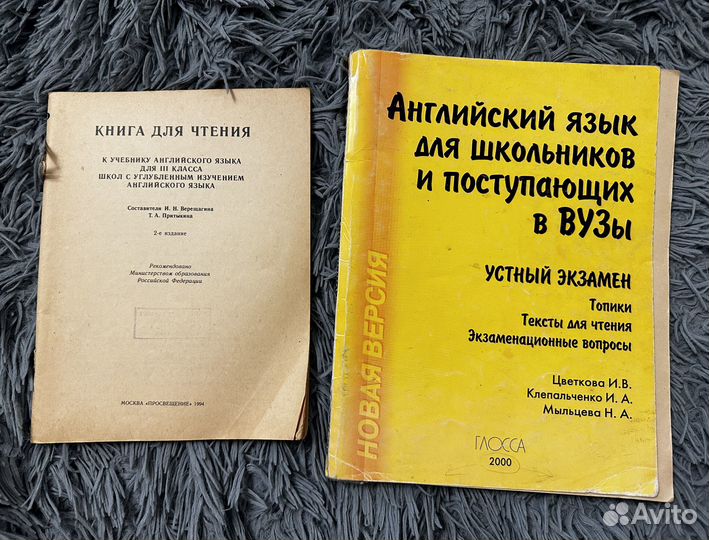 КНИГА ДЛЯ ЧТЕНИЯ
К УЧЕБНИКУ АНГЛИЙСКОГО ЯЗЫКА
ДЛЯ III КЛАССА
ШКОЛ С УГЛУБЛЕННЫМ ИЗУЧЕНИЕМ
АНГЛИЙСКОГО ЯЗЫКА
Составители И. Н. Верещагина
Т. А. Притыкина
2-е издание
Рекомендовано
Министерством образования
Российской Федерации
МОСКВА «ПРОСВЕЩЕНИЕ» 1994
НОВАЯ ВЕРСИЯ
Английский язык
для школьников
и поступающих
в ВУЗы
УСТНЫЙ ЭКЗАМЕН
Топики
Тексты для чтения
Экзаменационные вопросы
Цветкова И.В.
Клепальченко И. А.
Мыльцева Н. А.
ГЛОССА
2000
Avito